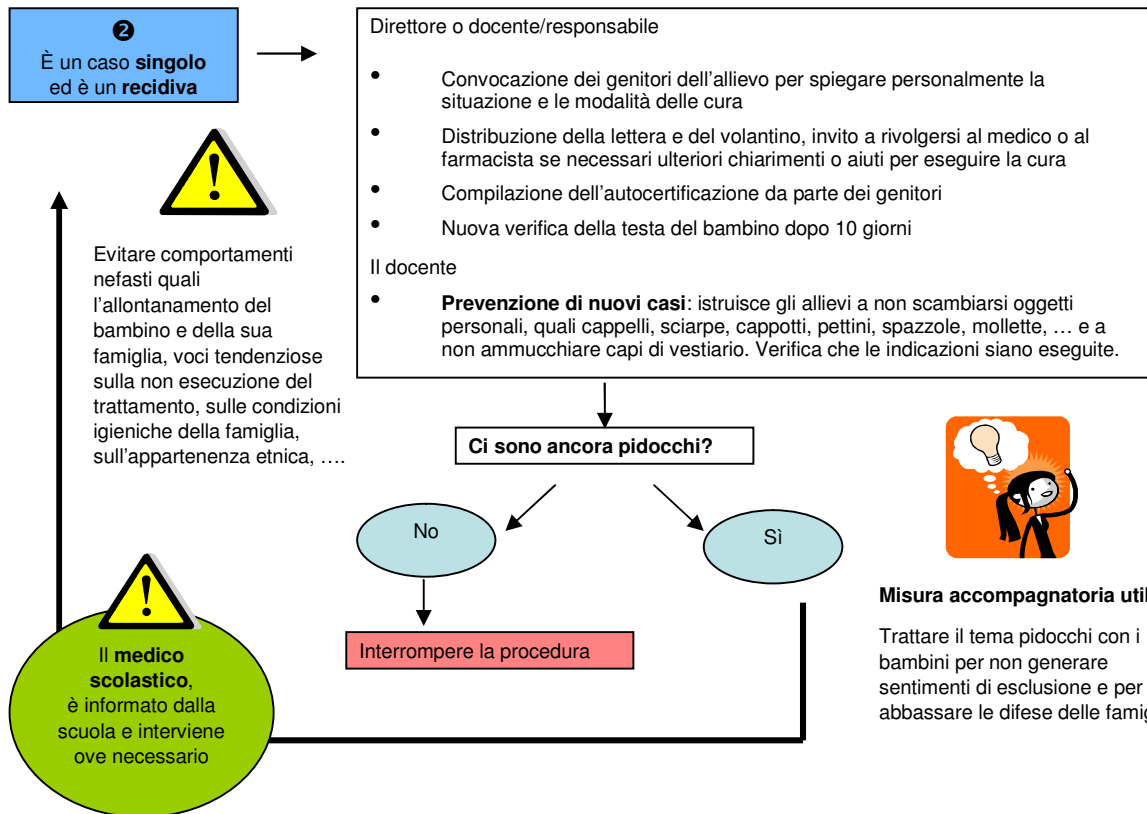 ❷
È un caso singolo
ed è un recidiva
Direttore o docente/responsabile
• Convocazione dei genitori dell'allievo per spiegare personalmente la
situazione e le modalità delle cura
• Distribuzione della lettera e del volantino, invito a rivolgersi al medico o al
farmacista se necessari ulteriori chiarimenti o aiuti per eseguire la cura
• Compilazione dell'autocertificazione da parte dei genitori
• Nuova verifica della testa del bambino dopo 10 giorni
Il docente
• Prevenzione di nuovi casi: istruisce gli allievi a non scambiarsi oggetti
personali, quali cappelli, sciarpe, cappotti, pettini, spazzole, mollette, … e a
non ammucchiare capi di vestiario. Verifica che le indicazioni siano eseguite.
!
Evitare comportamenti
nefasti quali
l'allontanamento del
bambino e della sua
famiglia, voci tendenziose
sulla non esecuzione del
trattamento, sulle condizioni
igieniche della famiglia,
sull'appartenenza etnica, ….
Ci sono ancora pidocchi?
No
Sì
Interrompere la procedura
!
Il medico
scolastico,
è informato dalla
scuola e interviene
ove necessario
Misura accompagnatoria util
Trattare il tema pidocchi con i
bambini per non generare
sentimenti di esclusione e per
abbassare le difese delle famig